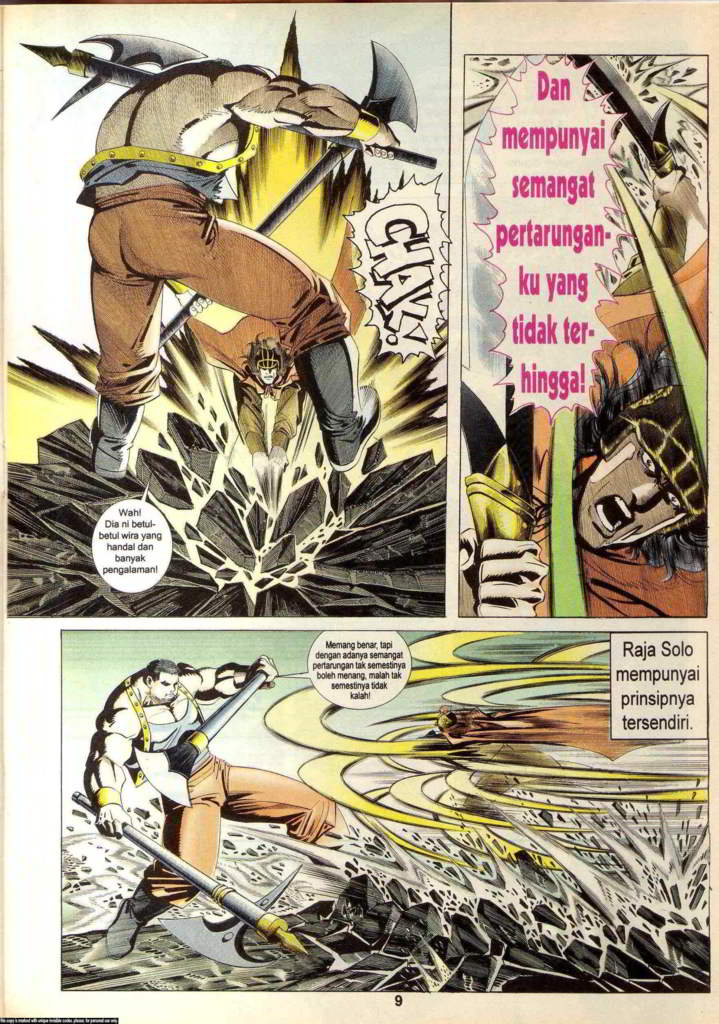 CHAK!
Wah!
Dia ni betul-
betul wira yang
handal dan
banyak
pengalaman!
Dan
mempunyai
semangat
pertarungan-
ku yang
tidak ter-
hingga!
Memang benar, tapi
dengan adanya semangat
pertarungan tak semestinya
boleh menang, malah tak
semestinya tidak
kalah!
Raja Solo
mempunyai
prinsipnya
tersendiri.
9